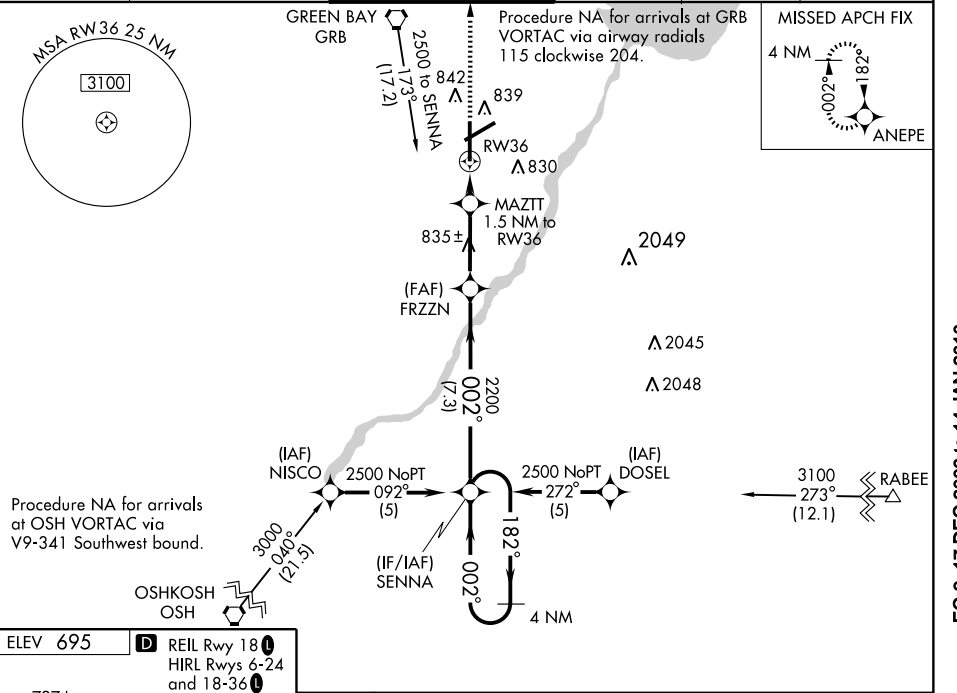 MSA RW36 25 NM
3100
GREEN BAY
GRB
2500 to SENNA
173°
(17.2)
842
839
Procedure NA for arrivals at GRB
VORTAC via airway radials
115 clockwise 204.
MISSED APCH FIX
4 NM
002°
182°
ANEPE
RW36
830
MAZTT
1.5 NM to
RW36
835±
2049
(FAF)
FRZZN
2045
2048
2200
002°
(7.3)
(IAF)
NISCO
2500 NoPT
092°
(5)
2500 NoPT
272°
(5)
(IAF)
DOSEL
3100
273°
(12.1)
RABEE
Procedure NA for arrivals
at OSH VORTAC via
V9-341 Southwest bound.
3000
040°
(21.5)
(IF/IAF)
SENNA
002°
182°
4 NM
OSHKOSH
OSH
ELEV 695
D REIL Rwy 18 L
HIRL Rwys 6-24
and 18-36 L